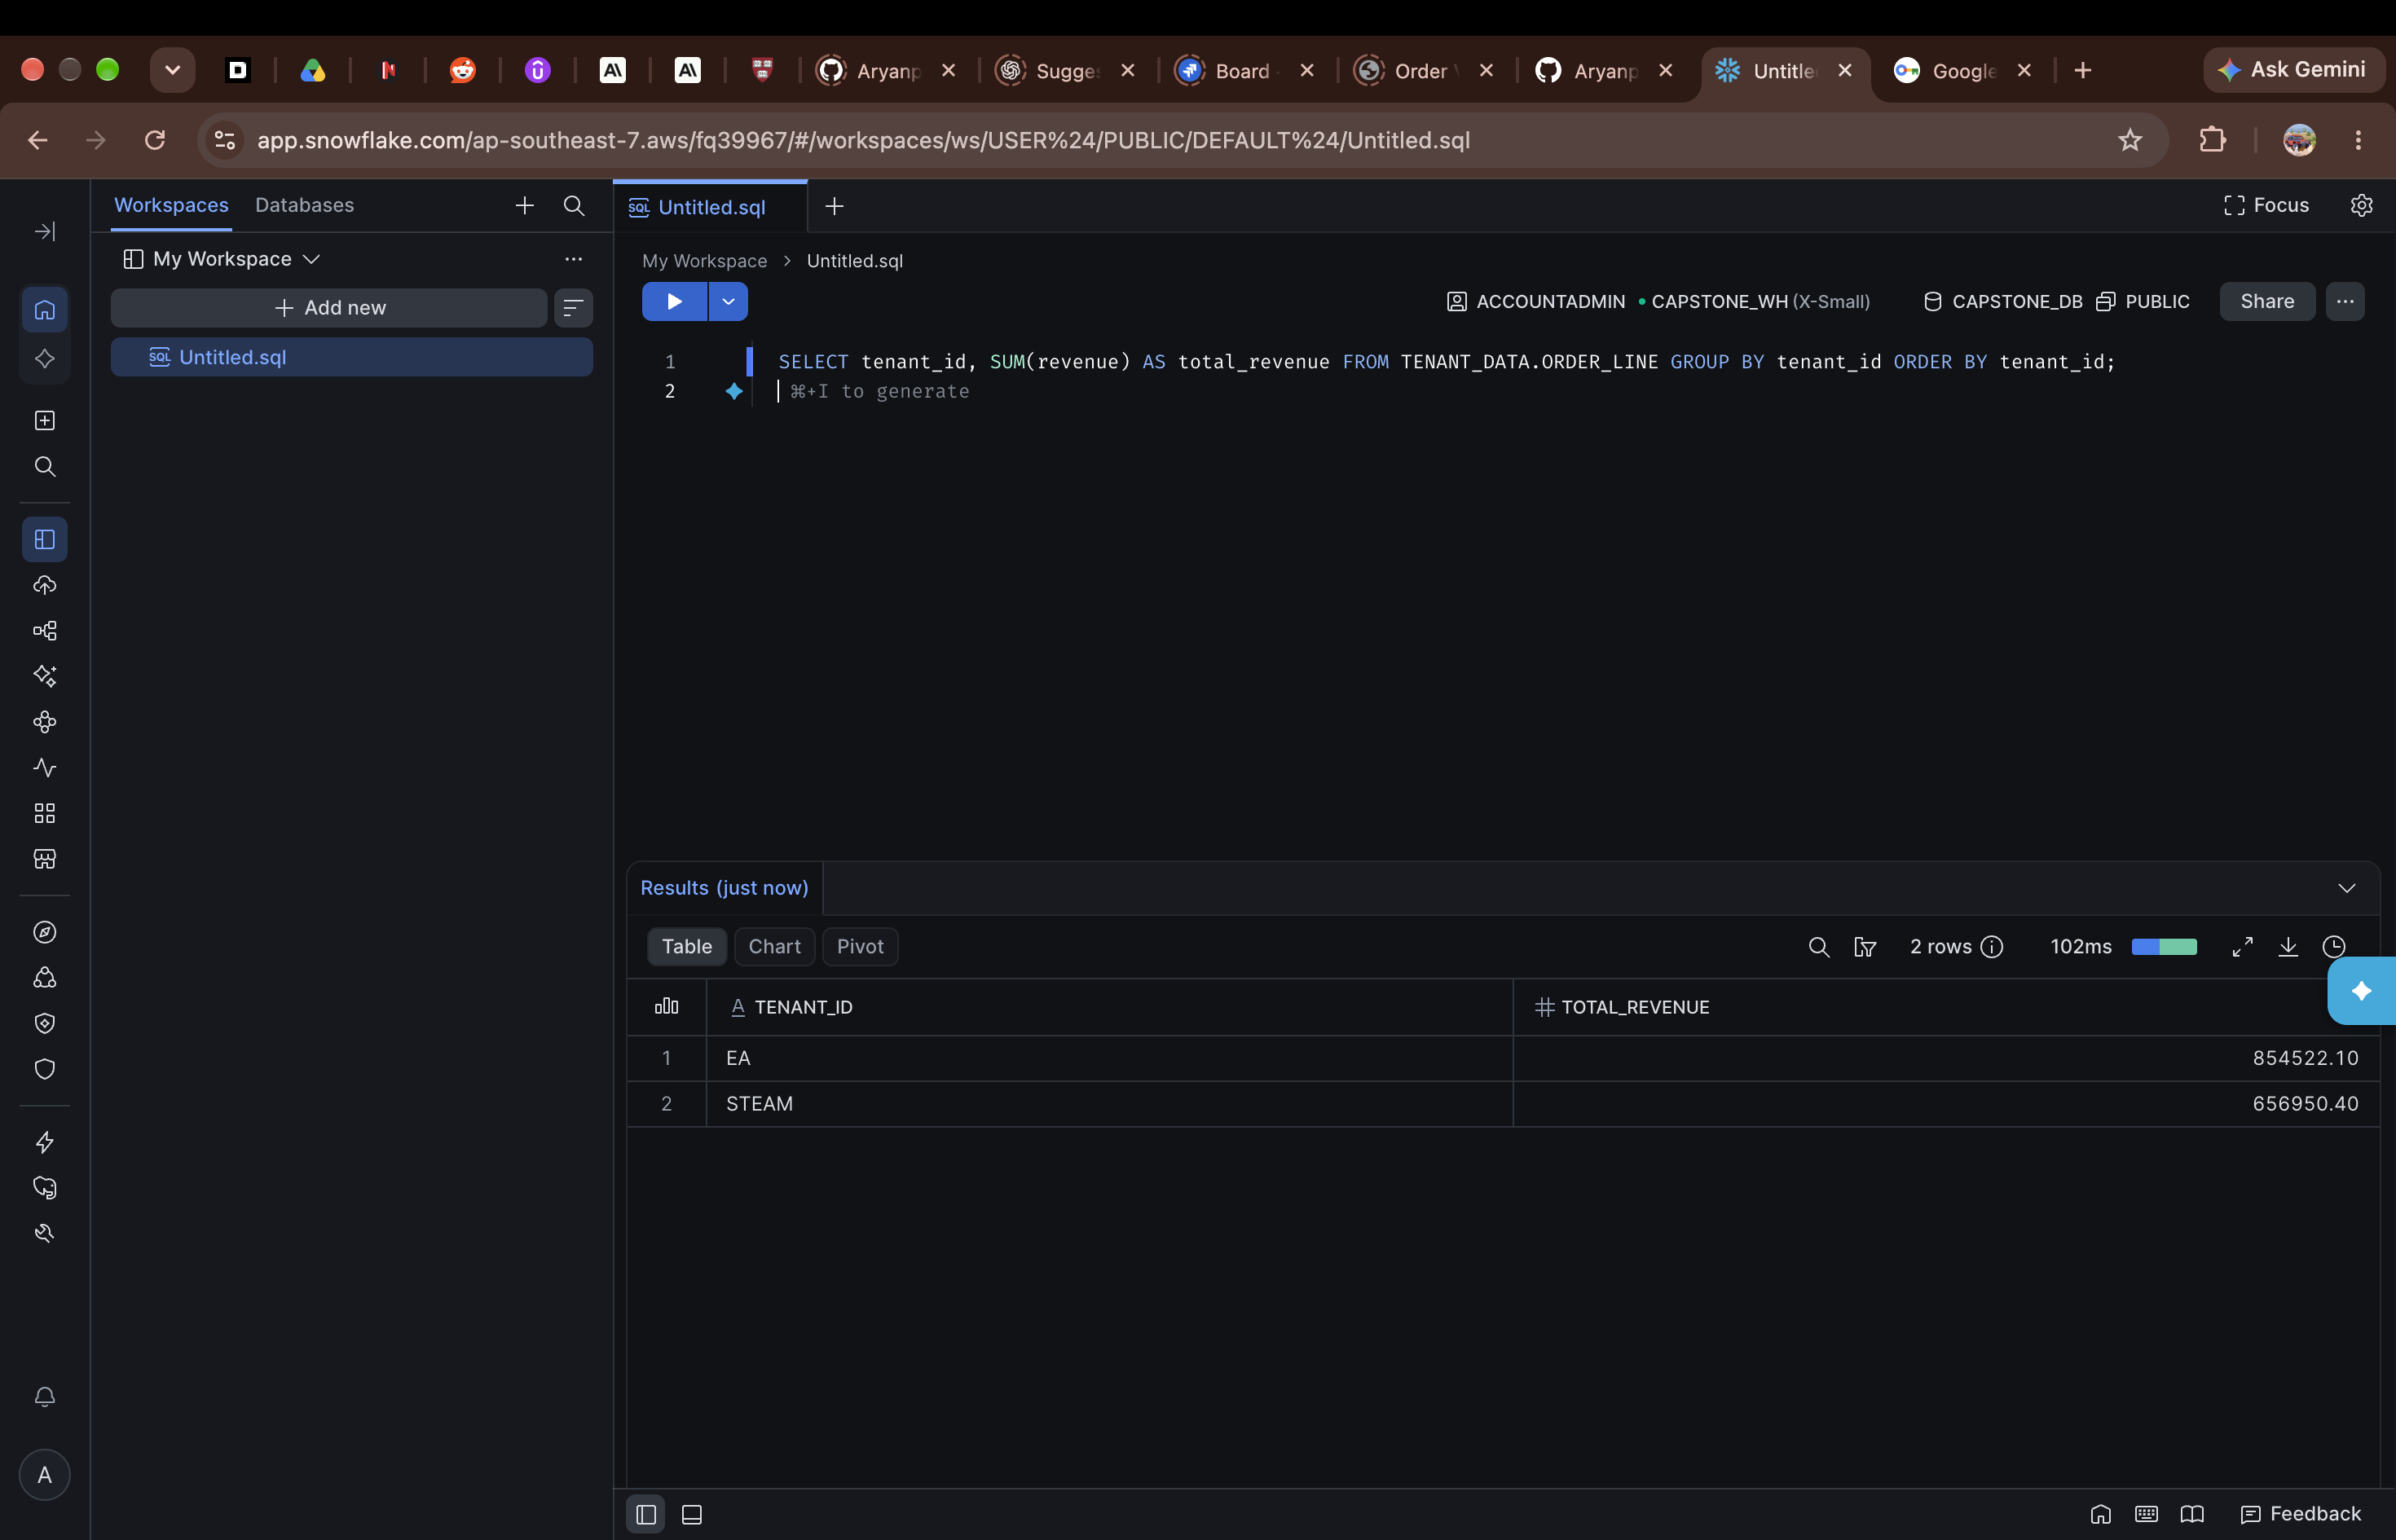 Aryanp
Sugges
Board
Order
Aryanp
Untitle
Google
Ask Gemini
app.snowflake.com/ap-southeast-7.aws/fq39967/#/workspaces/ws/USER%24/PUBLIC/DEFAULT%24/Untitled.sql
Workspaces Databases
SQL Untitled.sql
Focus
My Workspace
My Workspace > Untitled.sql
Add new
ACCOUNTADMIN CAPSTONE_WH (X-Small) CAPSTONE_DB PUBLIC Share
SQL Untitled.sql
1 SELECT tenant_id, SUM(revenue) AS total_revenue FROM TENANT_DATA.ORDER_LINE GROUP BY tenant_id ORDER BY tenant_id;
2 ⌘+I to generate
Results (just now)
Table Chart Pivot
2 rows 102ms
A TENANT_ID # TOTAL_REVENUE
1 EA 854522.10
2 STEAM 656950.40
A
Feedback